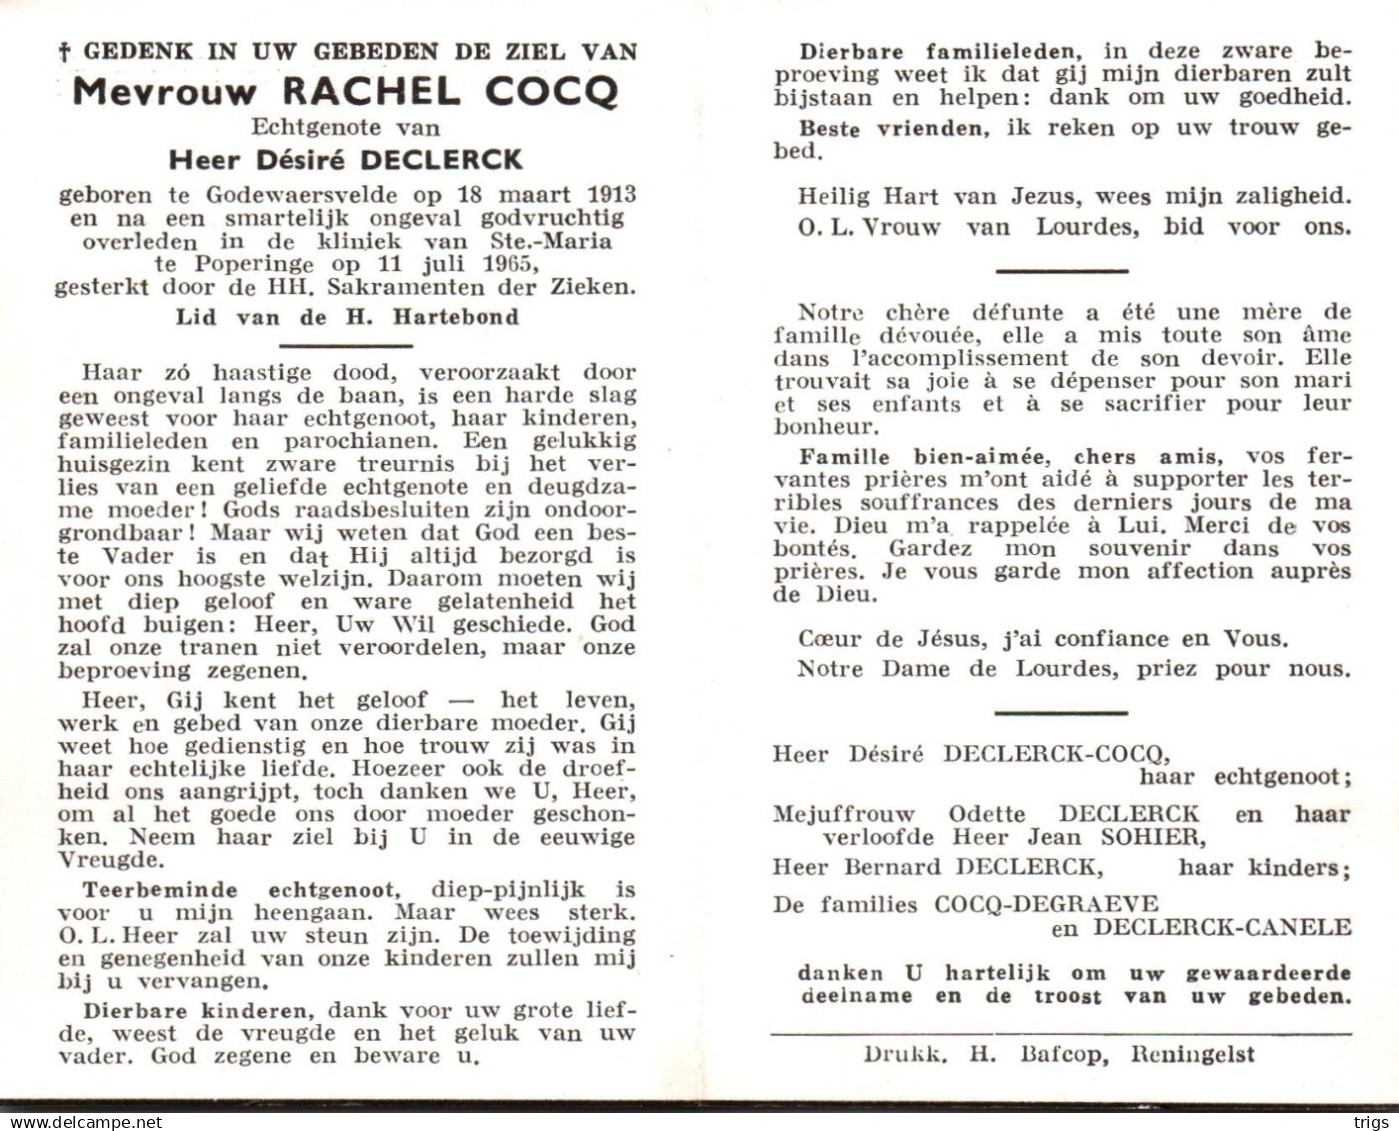 † GEDENK IN UW GEBEDEN DE ZIEL VAN
Mevrouw RACHEL COCQ
Echtgenote van
Heer Désiré DECLERCK
geboren te Godewaersvelde op 18 maart 1913
en na een smartelijk ongeval godvruchtig
overleden in de kliniek van Ste.-Maria
te Poperinge op 11 juli 1965,
gesterkt door de HH. Sakramenten der Zieken.
Lid van de H. Hartebond
Haar zó haastige dood, veroorzaakt door
een ongeval langs de baan, is een harde slag
geweest voor haar echtgenoot, haar kinderen,
familieleden en parochianen. Een gelukkig
huisgezin kent zware treurnis bij het ver-
lies van een geliefde echtgenote en deugdza-
me moeder! Gods raadsbesluiten zijn ondoor-
grondbaar! Maar wij weten dat God een bes-
te Vader is en dat Hij altijd bezorgd is
voor ons hoogste welzijn. Daarom moeten wij
met diep geloof en ware gelatenheid het
hoofd buigen: Heer, Uw Wil geschiede. God
zal onze tranen niet veroordelen, maar onze
beproeving zegenen.
Heer, Gij kent het geloof — het leven,
werk en gebed van onze dierbare moeder. Gij
weet hoe gedienstig en hoe trouw zij was in
haar echtelijke liefde. Hoezeer ook de droef-
heid ons aangrijpt, toch danken we U, Heer,
om al het goede ons door moeder geschon-
ken. Neem haar ziel bij U in de eeuwige
Vreugde.
Teerbeminde echtgenoot, diep-pijnlijk is
voor u mijn heengaan. Maar wees sterk.
O. L. Heer zal uw steun zijn. De toewijding
en genegenheid van onze kinderen zullen mij
bij u vervangen.
Dierbare kinderen, dank voor uw grote lief-
de, weest de vreugde en het geluk van uw
vader. God zegene en beware u.
Dierbare familieleden, in deze zware be-
proeving weet ik dat gij mijn dierbaren zult
bijstaan en helpen: dank om uw goedheid.
Beste vrienden, ik reken op uw trouw ge-
bed.
Heilig Hart van Jezus, wees mijn zaligheid.
O. L. Vrouw van Lourdes, bid voor ons.
Notre chère défunte a été une mère de
famille dévouée, elle a mis toute son âme
dans l'accomplissement de son devoir. Elle
trouvait sa joie à se dépenser pour son mari
et ses enfants et à se sacrifier pour leur
bonheur.
Famille bien-aimée, chers amis, vos fer-
vantes prières m'ont aidé à supporter les ter-
ribles souffrances des derniers jours de ma
vie. Dieu m'a rappelée à Lui. Merci de vos
bontés. Gardez mon souvenir dans vos
prières. Je vous garde mon affection auprès
de Dieu.
Cœur de Jésus, j'ai confiance en Vous.
Notre Dame de Lourdes, priez pour nous.
Heer Désiré DECLERCK-COCQ,
haar echtgenoot;
Mejuffrouw Odette DECLERCK en haar
verloofde Heer Jean SOHIER,
Heer Bernard DECLERCK, haar kinders;
De families COCQ-DEGRAEVE
en DECLERCK-CANELE
danken U hartelijk om uw gewaardeerde
deelname en de troost van uw gebeden.
Drukk. H. Bafcop, Reningelst
trigs